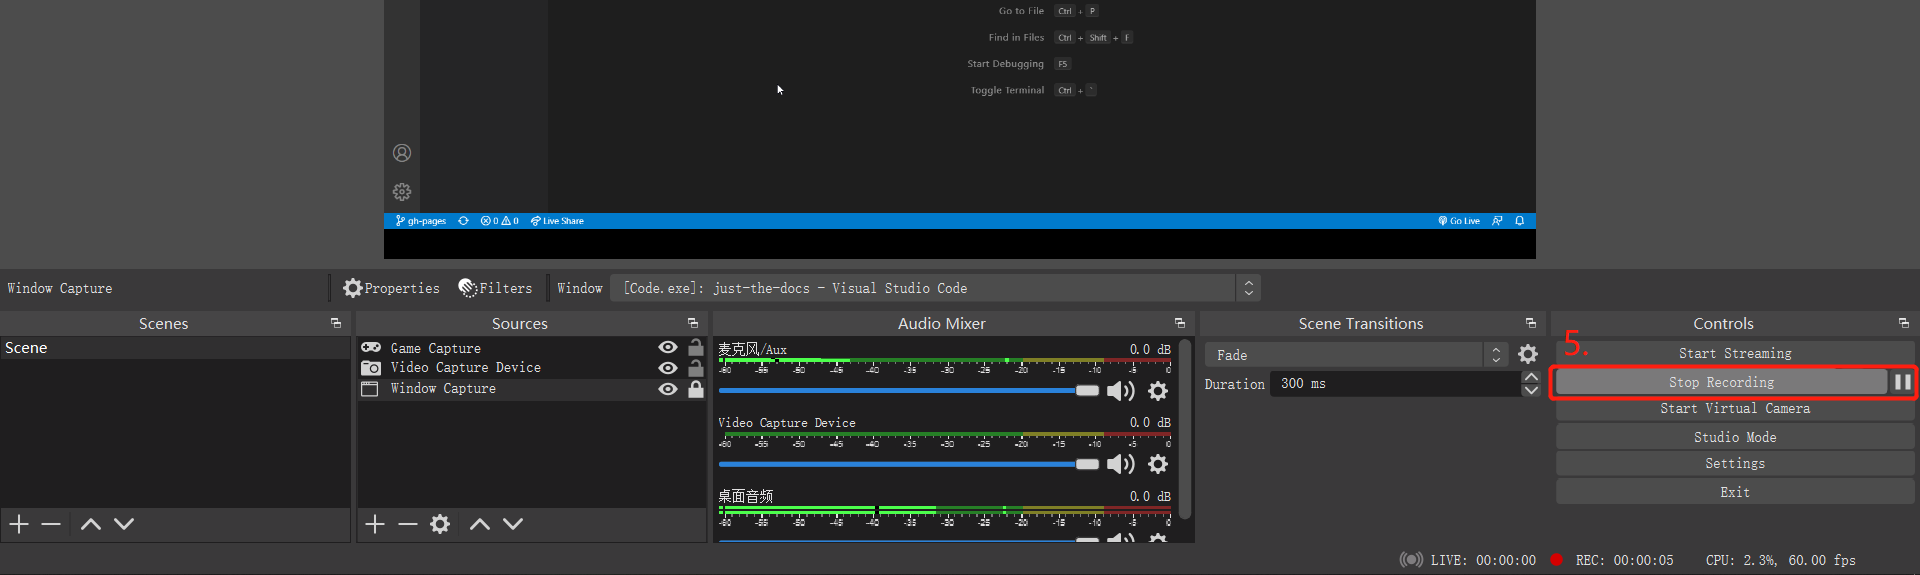 Go to File Ctrl + P
Find in Files Ctrl + Shift + F
Start Debugging F5
Toggle Terminal Ctrl + `
gh-pages 0 0 Live Share Go Live
Window Capture Properties Filters Window [Code.exe]: just-the-docs - Visual Studio Code
Scenes
Scene
Sources
Game Capture
Video Capture Device
Window Capture
Audio Mixer
麦克风/Aux 0.0 dB
-60 -55 -50 -45 -40 -35 -30 -25 -20 -15 -10 -5 0
Video Capture Device 0.0 dB
-60 -55 -50 -45 -40 -35 -30 -25 -20 -15 -10 -5 0
桌面音频 0.0 dB
-60 -55 -50 -45 -40 -35 -30 -25 -20 -15 -10 -5 0
Scene Transitions
Fade
Duration 300 ms
Controls
5.
Start Streaming
Stop Recording
Start Virtual Camera
Studio Mode
Settings
Exit
LIVE: 00:00:00 REC: 00:00:05 CPU: 2.3%, 60.00 fps